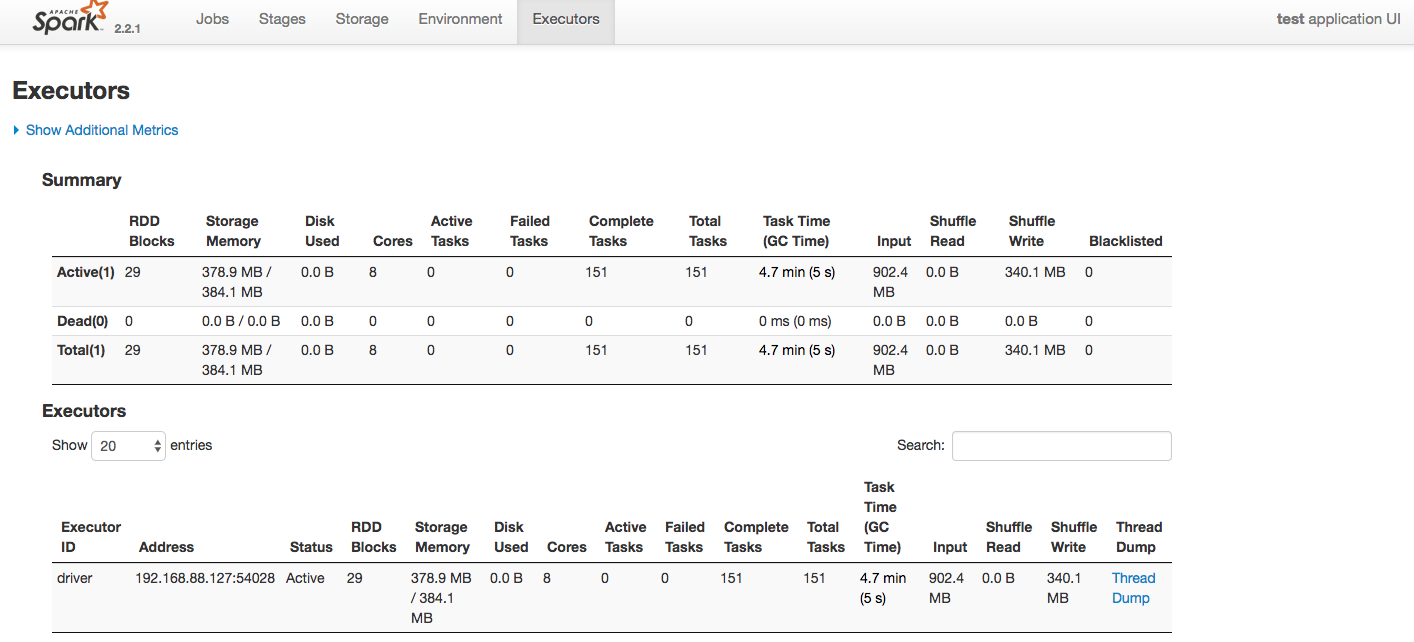 APACHE
Spark 2.2.1 Jobs Stages Storage Environment Executors test application UI
Executors
Show Additional Metrics
Summary
RDD Storage Disk Active Failed Complete Total Task Time Shuffle Shuffle
Blocks Memory Used Cores Tasks Tasks Tasks Tasks (GC Time) Input Read Write Blacklisted
Active(1) 29 378.9 MB / 0.0 B 8 0 0 151 151 4.7 min (5 s) 902.4 0.0 B 340.1 MB 0
384.1 MB MB
Dead(0) 0 0.0 B / 0.0 B 0.0 B 0 0 0 0 0 0 ms (0 ms) 0.0 B 0.0 B 0.0 B 0
Total(1) 29 378.9 MB / 0.0 B 8 0 0 151 151 4.7 min (5 s) 902.4 0.0 B 340.1 MB 0
384.1 MB MB
Executors
Show 20 entries Search:
Task
Time
Executor RDD Storage Disk Active Failed Complete Total (GC Shuffle Shuffle Thread
ID Address Status Blocks Memory Used Cores Tasks Tasks Tasks Tasks Time) Input Read Write Dump
driver 192.168.88.127:54028 Active 29 378.9 MB 0.0 B 8 0 0 151 151 4.7 min 902.4 0.0 B 340.1 Thread
/ 384.1 (5 s) MB MB Dump
MB